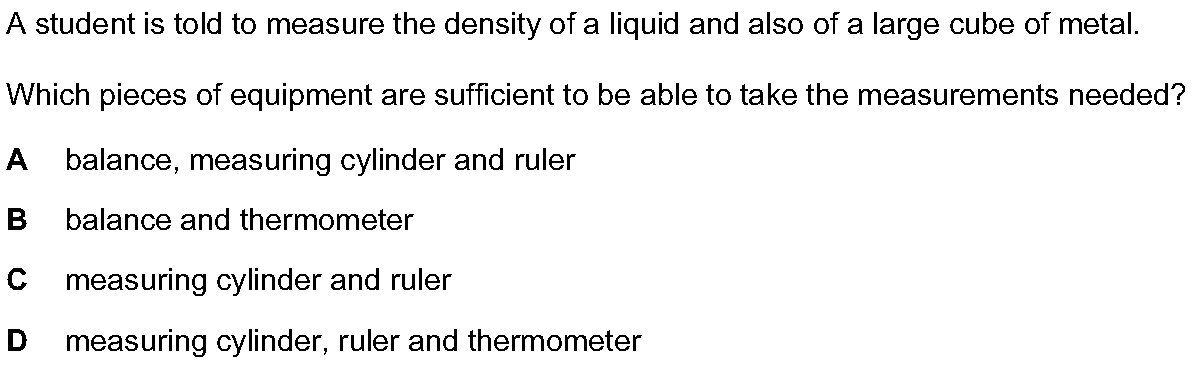 A student is told to measure the density of a liquid and also of a large cube of metal.
Which pieces of equipment are sufficient to be able to take the measurements needed?
A balance, measuring cylinder and ruler
B balance and thermometer
C measuring cylinder and ruler
D measuring cylinder, ruler and thermometer